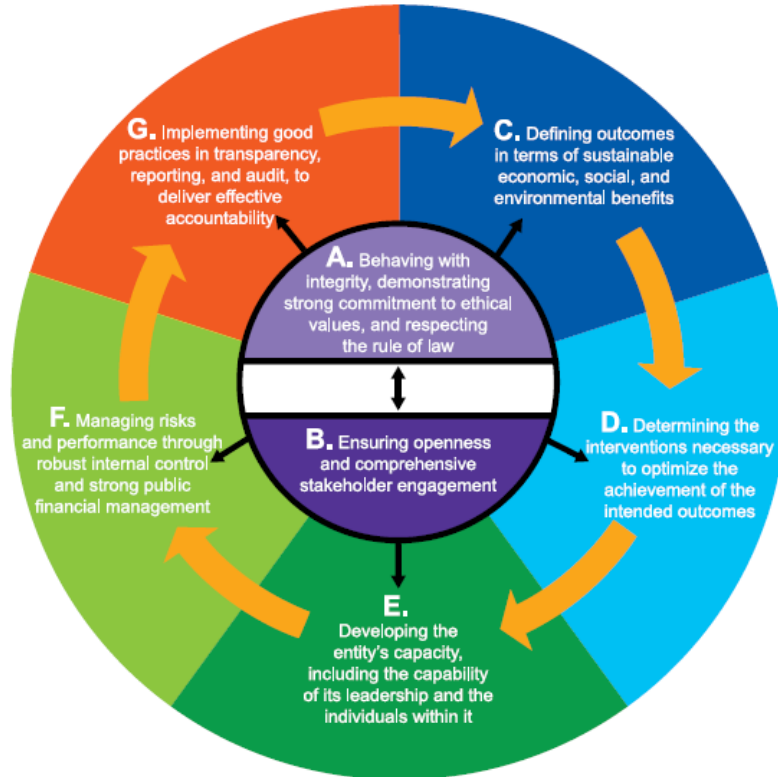 G. Implementing good
practices in transparency,
reporting, and audit, to
deliver effective
accountability
C. Defining outcomes
in terms of sustainable
economic, social, and
environmental benefits
A. Behaving with
integrity, demonstrating
strong commitment to ethical
values, and respecting
the rule of law
B. Ensuring openness
and comprehensive
stakeholder engagement
F. Managing risks
and performance through
robust internal control
and strong public
financial management
D. Determining the
interventions necessary
to optimize the
achievement of the
intended outcomes
E.
Developing the
entity's capacity,
including the capability
of its leadership and the
individuals within it